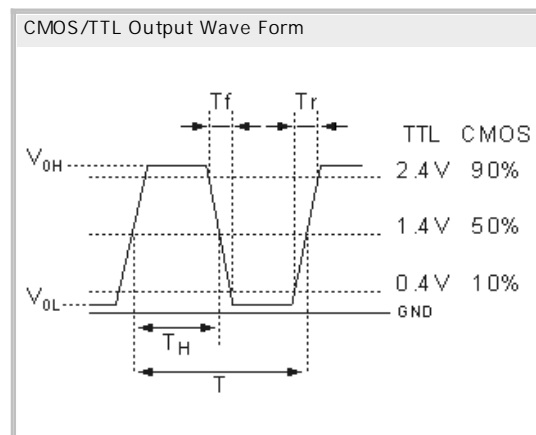 CMOS/TTL Output Wave Form
Tf Tr
TTL CMOS
V0H 2.4V 90%
1.4V 50%
0.4V 10%
V0L
GND
TH
T